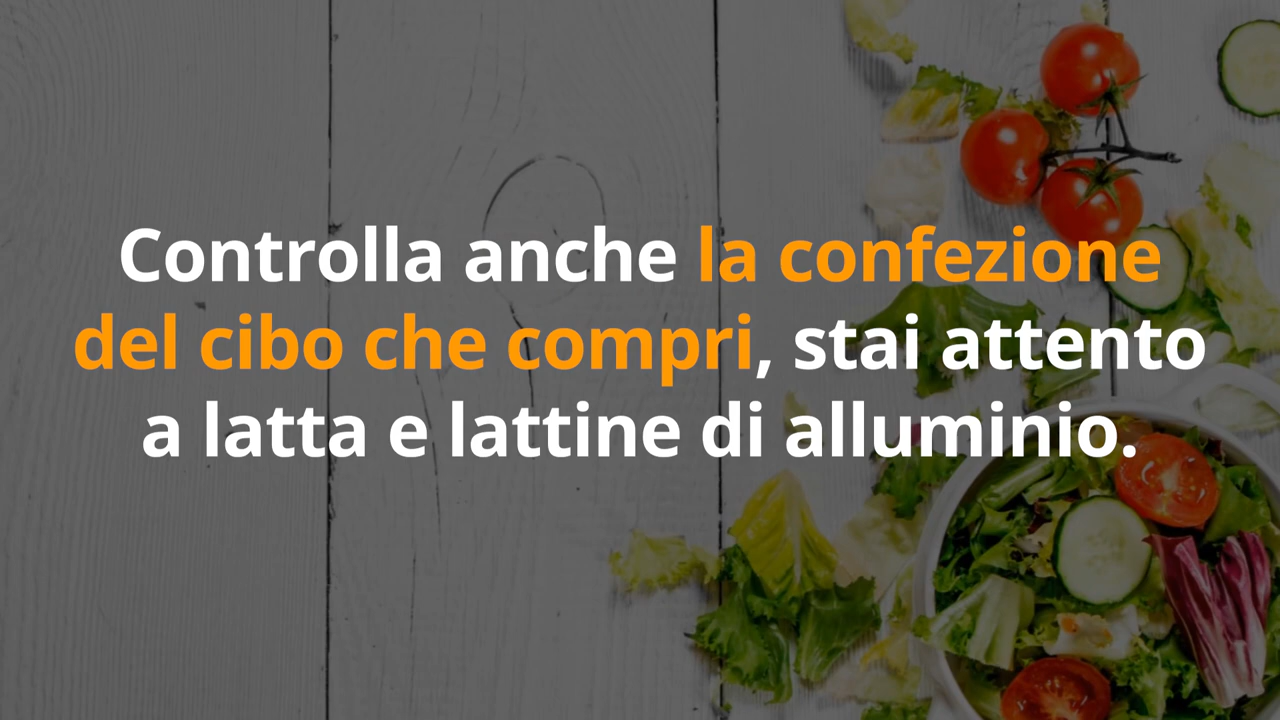 Controlla anche la confezione
del cibo che compri, stai attento
a latta e lattine di alluminio.